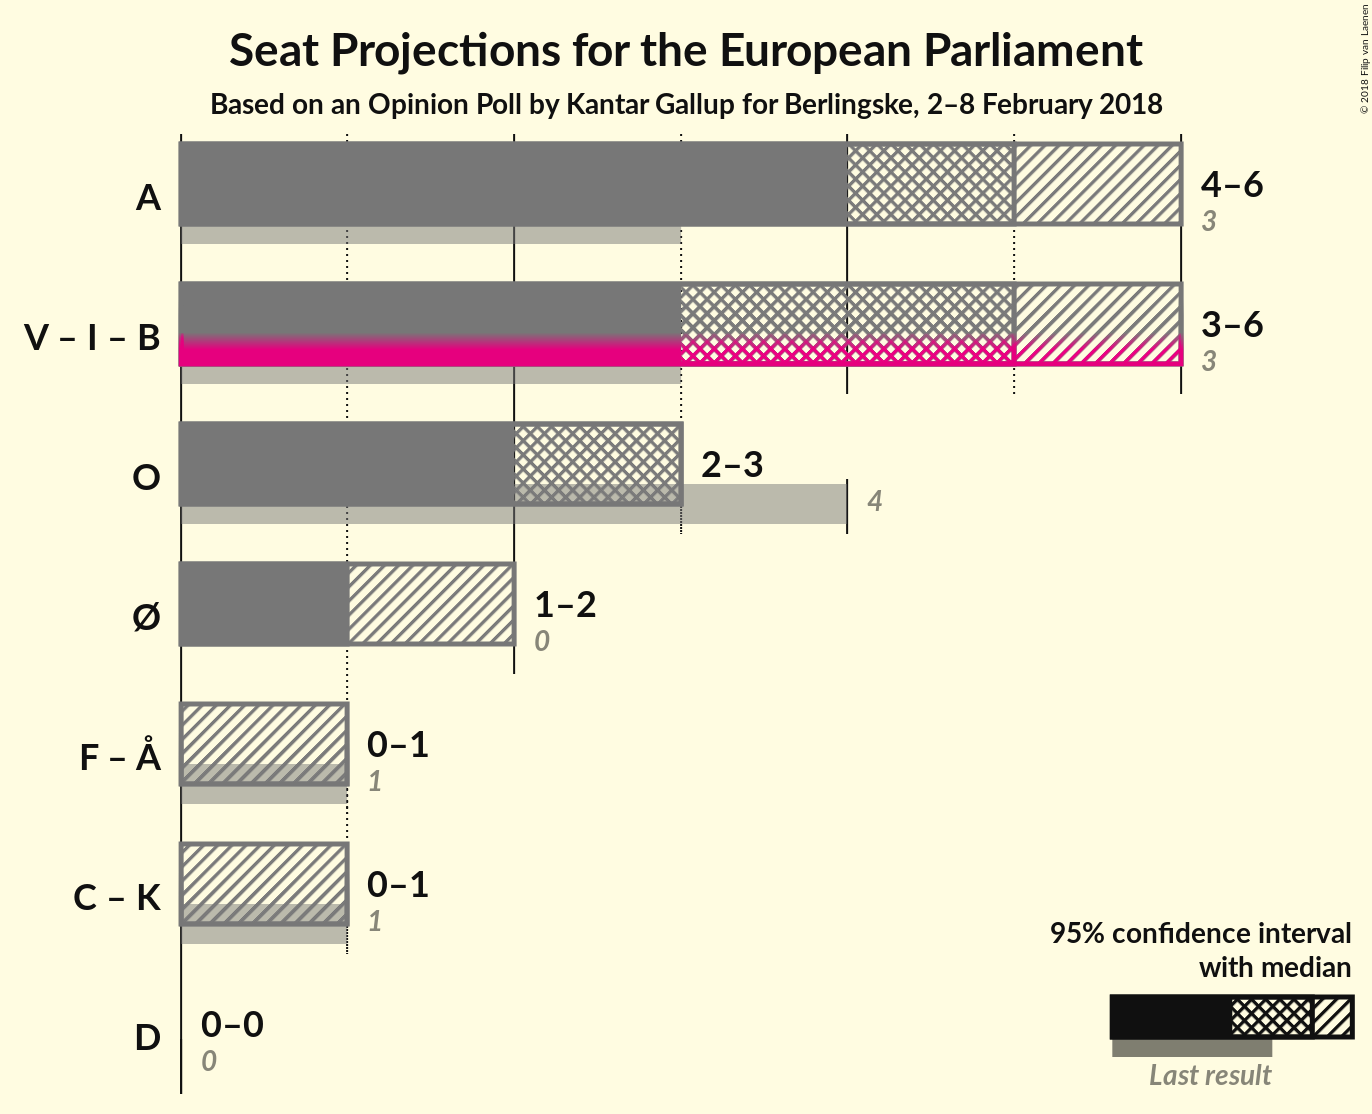 Seat Projections for the European Parliament
Based on an Opinion Poll by Kantar Gallup for Berlingske, 2–8 February 2018
© 2018 Filip van Laenen
A
4–6
3
V – I – B
3–6
3
O
2–3
4
Ø
1–2
0
F – Å
0–1
1
C – K
0–1
1
D
0–0
0
95% confidence interval
with median
Last result